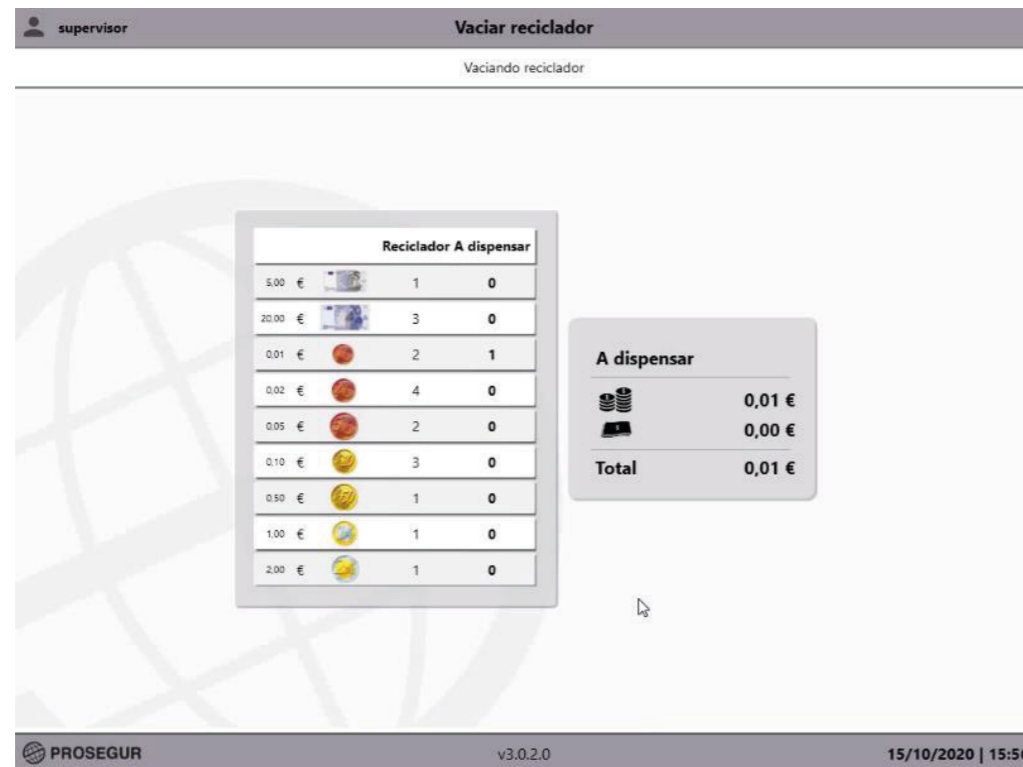 supervisor Vaciar reciclador
Vaciando reciclador
Reciclador A dispensar
5,00 € 1 0
20,00 € 3 0
0,01 € 2 1
0,02 € 4 0
0,05 € 2 0
0,10 € 3 0
0,50 € 1 0
1,00 € 1 0
2,00 € 1 0
A dispensar
0,01 €
0,00 €
Total 0,01 €
PROSEGUR v3.0.2.0 15/10/2020 | 15:5